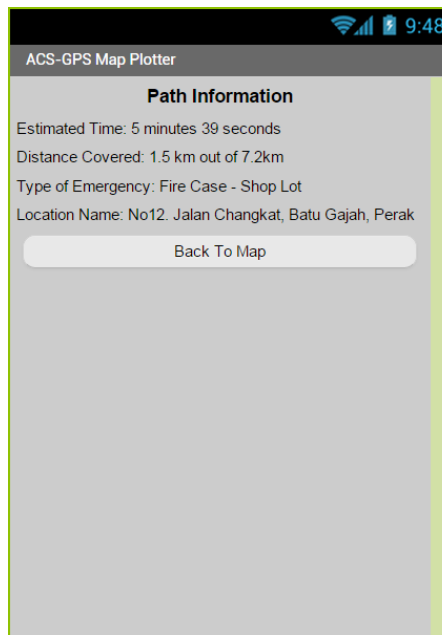 9:48
ACS-GPS Map Plotter
Path Information
Estimated Time: 5 minutes 39 seconds
Distance Covered: 1.5 km out of 7.2km
Type of Emergency: Fire Case - Shop Lot
Location Name: No12. Jalan Changkat, Batu Gajah, Perak
Back To Map